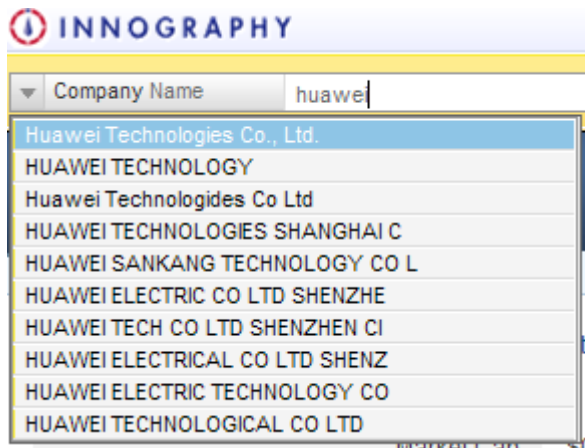 INNOGRAPHY
Company Name huawei
Huawei Technologies Co., Ltd.
HUAWEI TECHNOLOGY
Huawei Technologides Co Ltd
HUAWEI TECHNOLOGIES SHANGHAI C
HUAWEI SANKANG TECHNOLOGY CO L
HUAWEI ELECTRIC CO LTD SHENZHE
HUAWEI TECH CO LTD SHENZHEN CI
HUAWEI ELECTRICAL CO LTD SHENZ
HUAWEI ELECTRIC TECHNOLOGY CO
HUAWEI TECHNOLOGICAL CO LTD